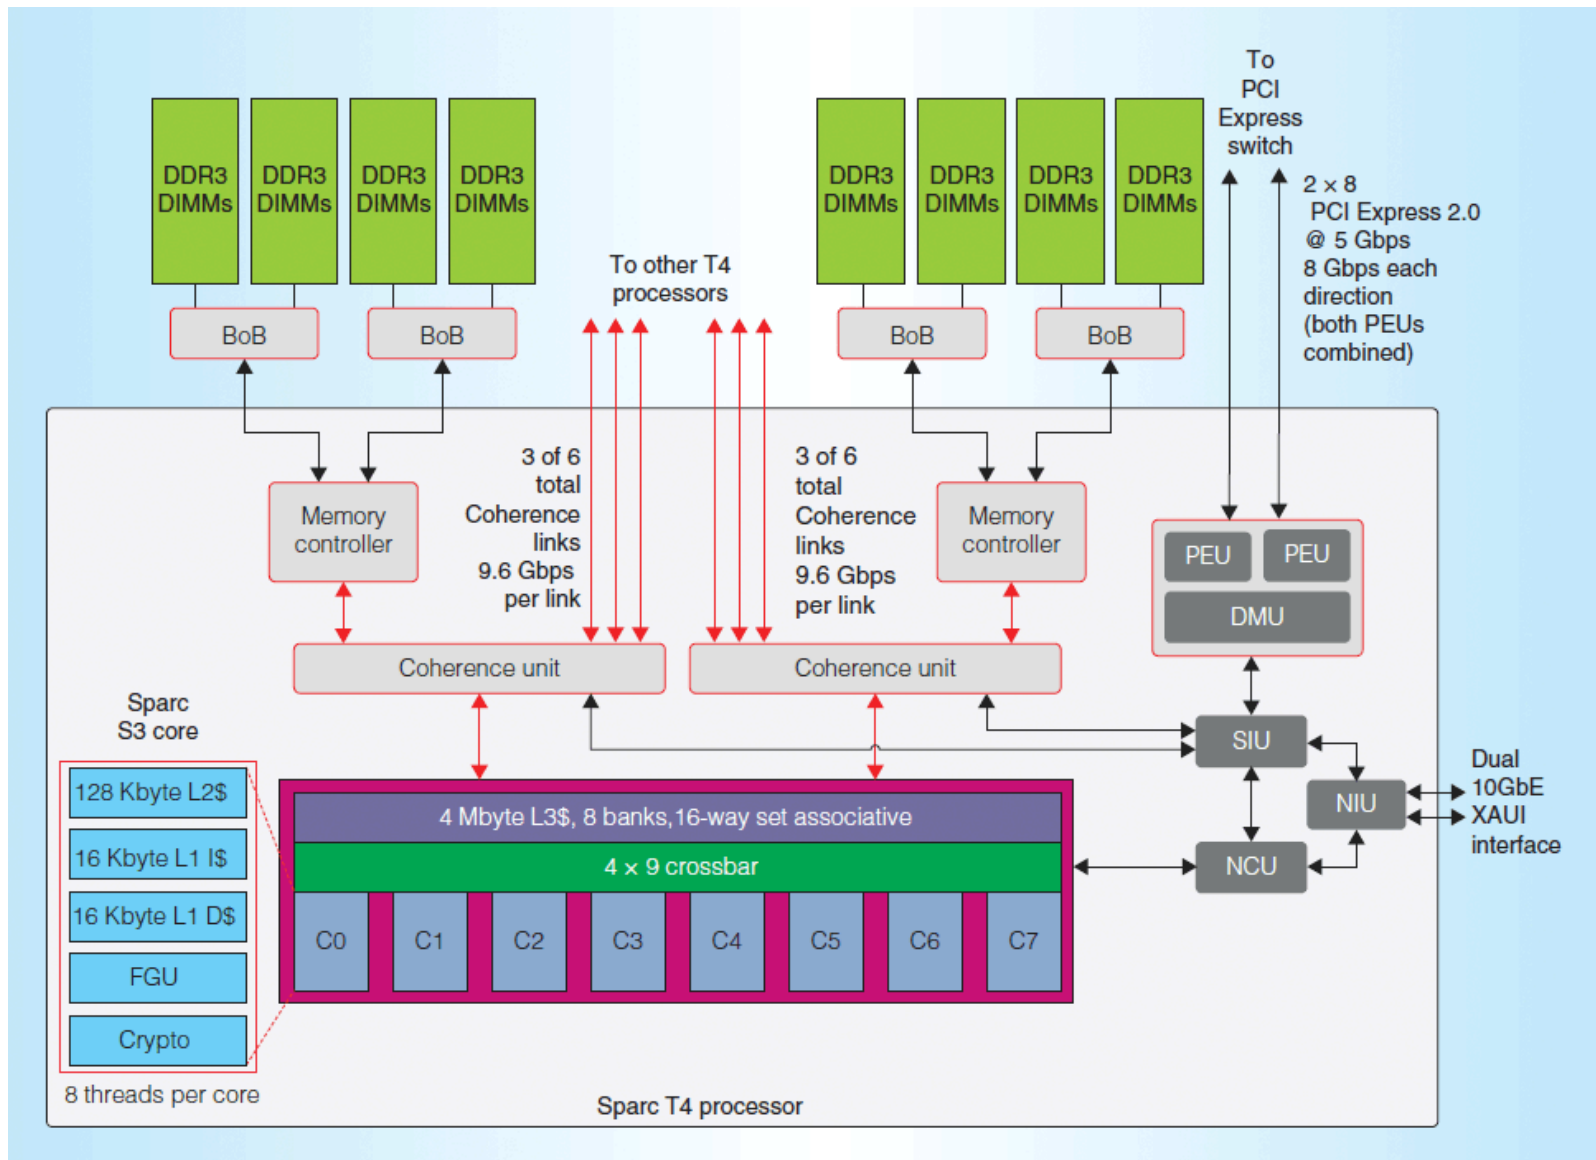 To
PCI
Express
switch
DDR3
DIMMs
DDR3
DIMMs
DDR3
DIMMs
DDR3
DIMMs
DDR3
DIMMs
DDR3
DIMMs
DDR3
DIMMs
DDR3
DIMMs
2 × 8
PCI Express 2.0
@ 5 Gbps
8 Gbps each
direction
(both PEUs
combined)
To other T4
processors
BoB
BoB
BoB
BoB
3 of 6
total
Coherence
links
9.6 Gbps
per link
3 of 6
total
Coherence
links
9.6 Gbps
per link
Memory
controller
Memory
controller
PEU
PEU
DMU
Coherence unit
Coherence unit
Sparc
S3 core
SIU
Dual
10GbE
XAUI
interface
NIU
NCU
128 Kbyte L2$
16 Kbyte L1 I$
16 Kbyte L1 D$
FGU
Crypto
8 threads per core
4 Mbyte L3$, 8 banks,16-way set associative
4 × 9 crossbar
C0
C1
C2
C3
C4
C5
C6
C7
Sparc T4 processor